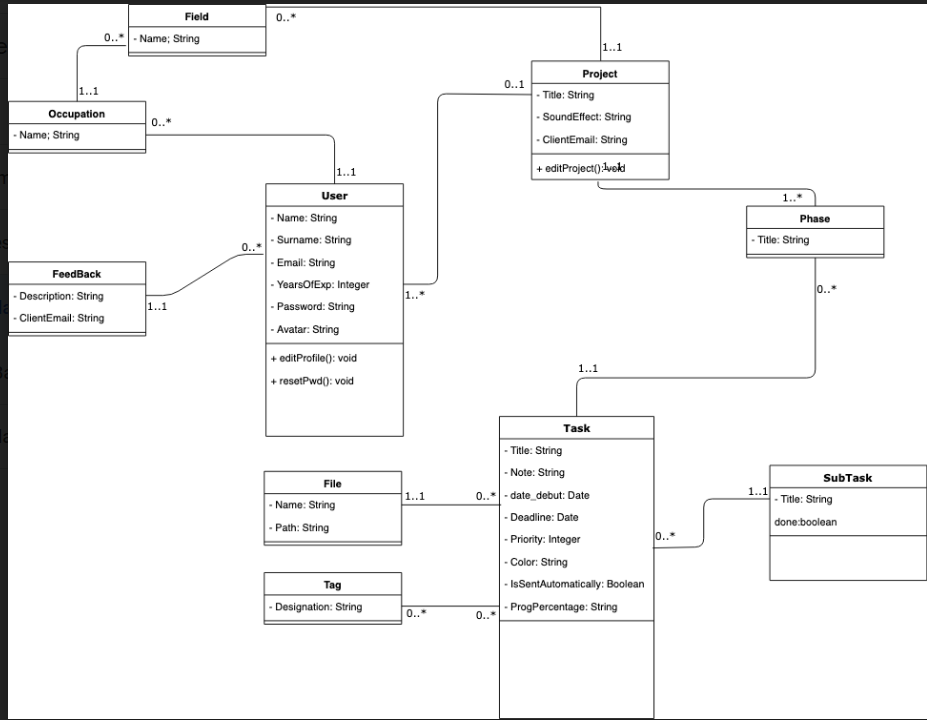 Field
- Name; String
0..*
1..1
0..*
1..1
Occupation
- Name; String
0..*
1..1
Project
- Title: String
- SoundEffect: String
- ClientEmail: String
+ editProject(): void
0..1
1..1
1..*
Phase
- Title: String
0..*
User
- Name: String
- Surname: String
- Email: String
- YearsOfExp: Integer
- Password: String
- Avatar: String
+ editProfile(): void
+ resetPwd(): void
0..*
1..*
FeedBack
- Description: String
- ClientEmail: String
1..1
1..1
Task
- Title: String
- Note: String
- date_debut: Date
- Deadline: Date
- Priority: Integer
- Color: String
- IsSentAutomatically: Boolean
- ProgPercentage: String
File
- Name: String
- Path: String
1..1
0..*
Tag
- Designation: String
0..*
0..*
SubTask
- Title: String
done:boolean
1..1
0..*